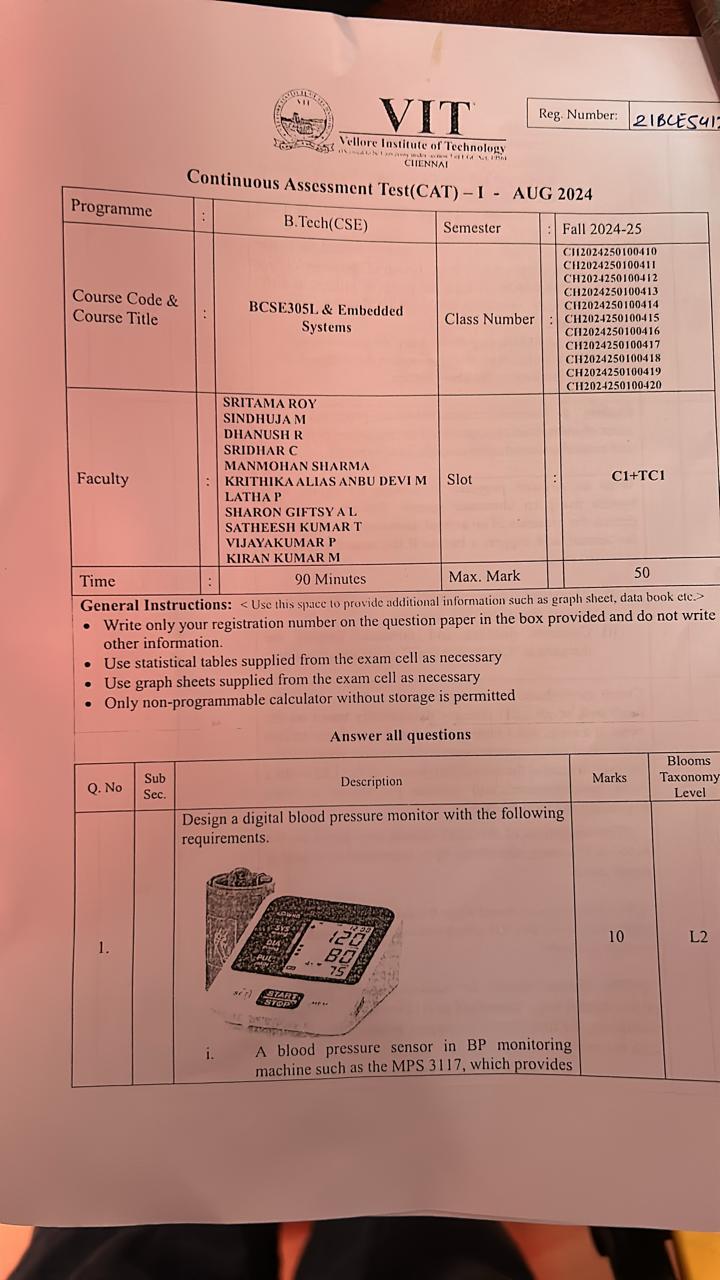 VIT
Vellore Institute of Technology
CHENNAI
Reg. Number: 21BCE541
Continuous Assessment Test(CAT) – I - AUG 2024
Programme : B.Tech(CSE) Semester : Fall 2024-25
Course Code & Course Title : BCSE305L & Embedded Systems Class Number :
CH2024250100410
CH2024250100411
CH2024250100412
CH2024250100413
CH2024250100414
CH2024250100415
CH2024250100416
CH2024250100417
CH2024250100418
CH2024250100419
CH2024250100420
Faculty :
SRITAMA ROY
SINDHUJA M
DHANUSH R
SRIDHAR C
MANMOHAN SHARMA
KRITHIKA ALIAS ANBU DEVI M
LATHA P
SHARON GIFTSY A L
SATHEESH KUMAR T
VIJAYAKUMAR P
KIRAN KUMAR M
Slot : C1+TC1
Time : 90 Minutes Max. Mark 50
General Instructions: < Use this space to provide additional information such as graph sheet, data book etc.>
• Write only your registration number on the question paper in the box provided and do not write
other information.
• Use statistical tables supplied from the exam cell as necessary
• Use graph sheets supplied from the exam cell as necessary
• Only non-programmable calculator without storage is permitted
Answer all questions
Q. No Sub Sec. Description Marks Blooms Taxonomy Level
1. Design a digital blood pressure monitor with the following
requirements.
SYS 120
DIA 80
PUL 75
START
STOP
10 L2
i. A blood pressure sensor in BP monitoring
machine such as the MPS 3117, which provides